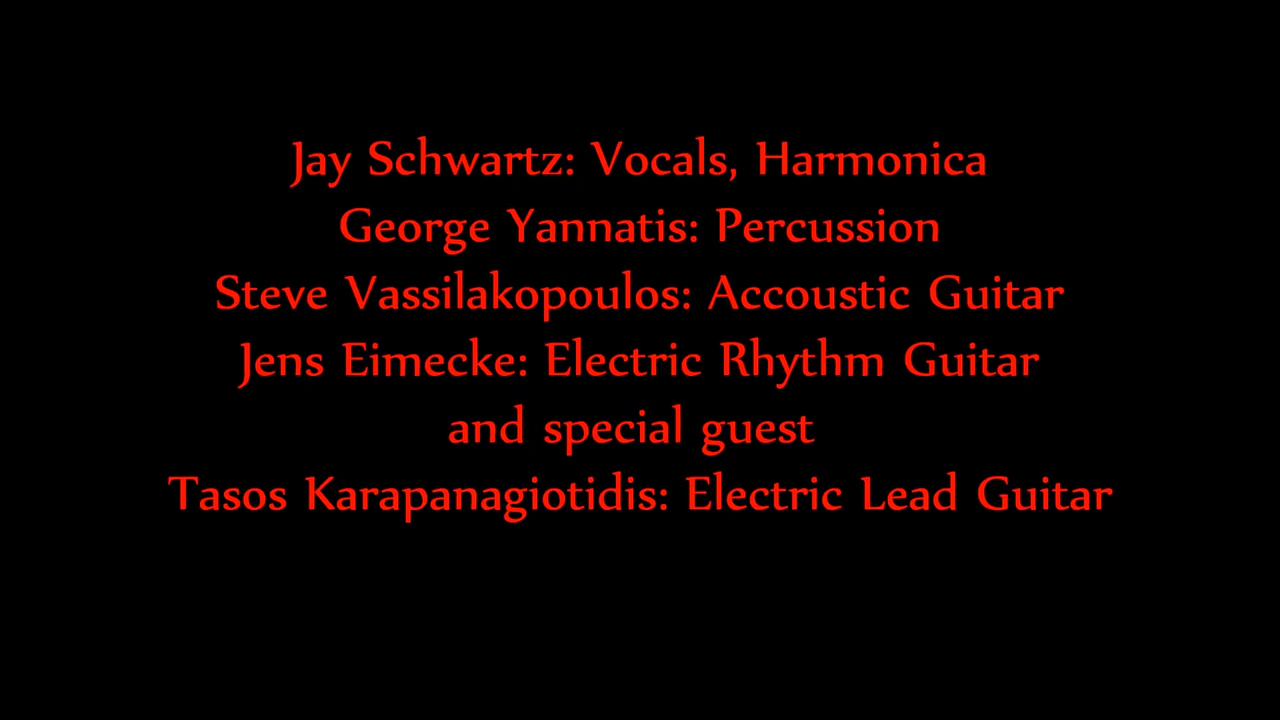 Jay Schwartz: Vocals, Harmonica
George Yannatis: Percussion
Steve Vassilakopoulos: Accoustic Guitar
Jens Eimecke: Electric Rhythm Guitar
and special guest
Tasos Karapanagiotidis: Electric Lead Guitar